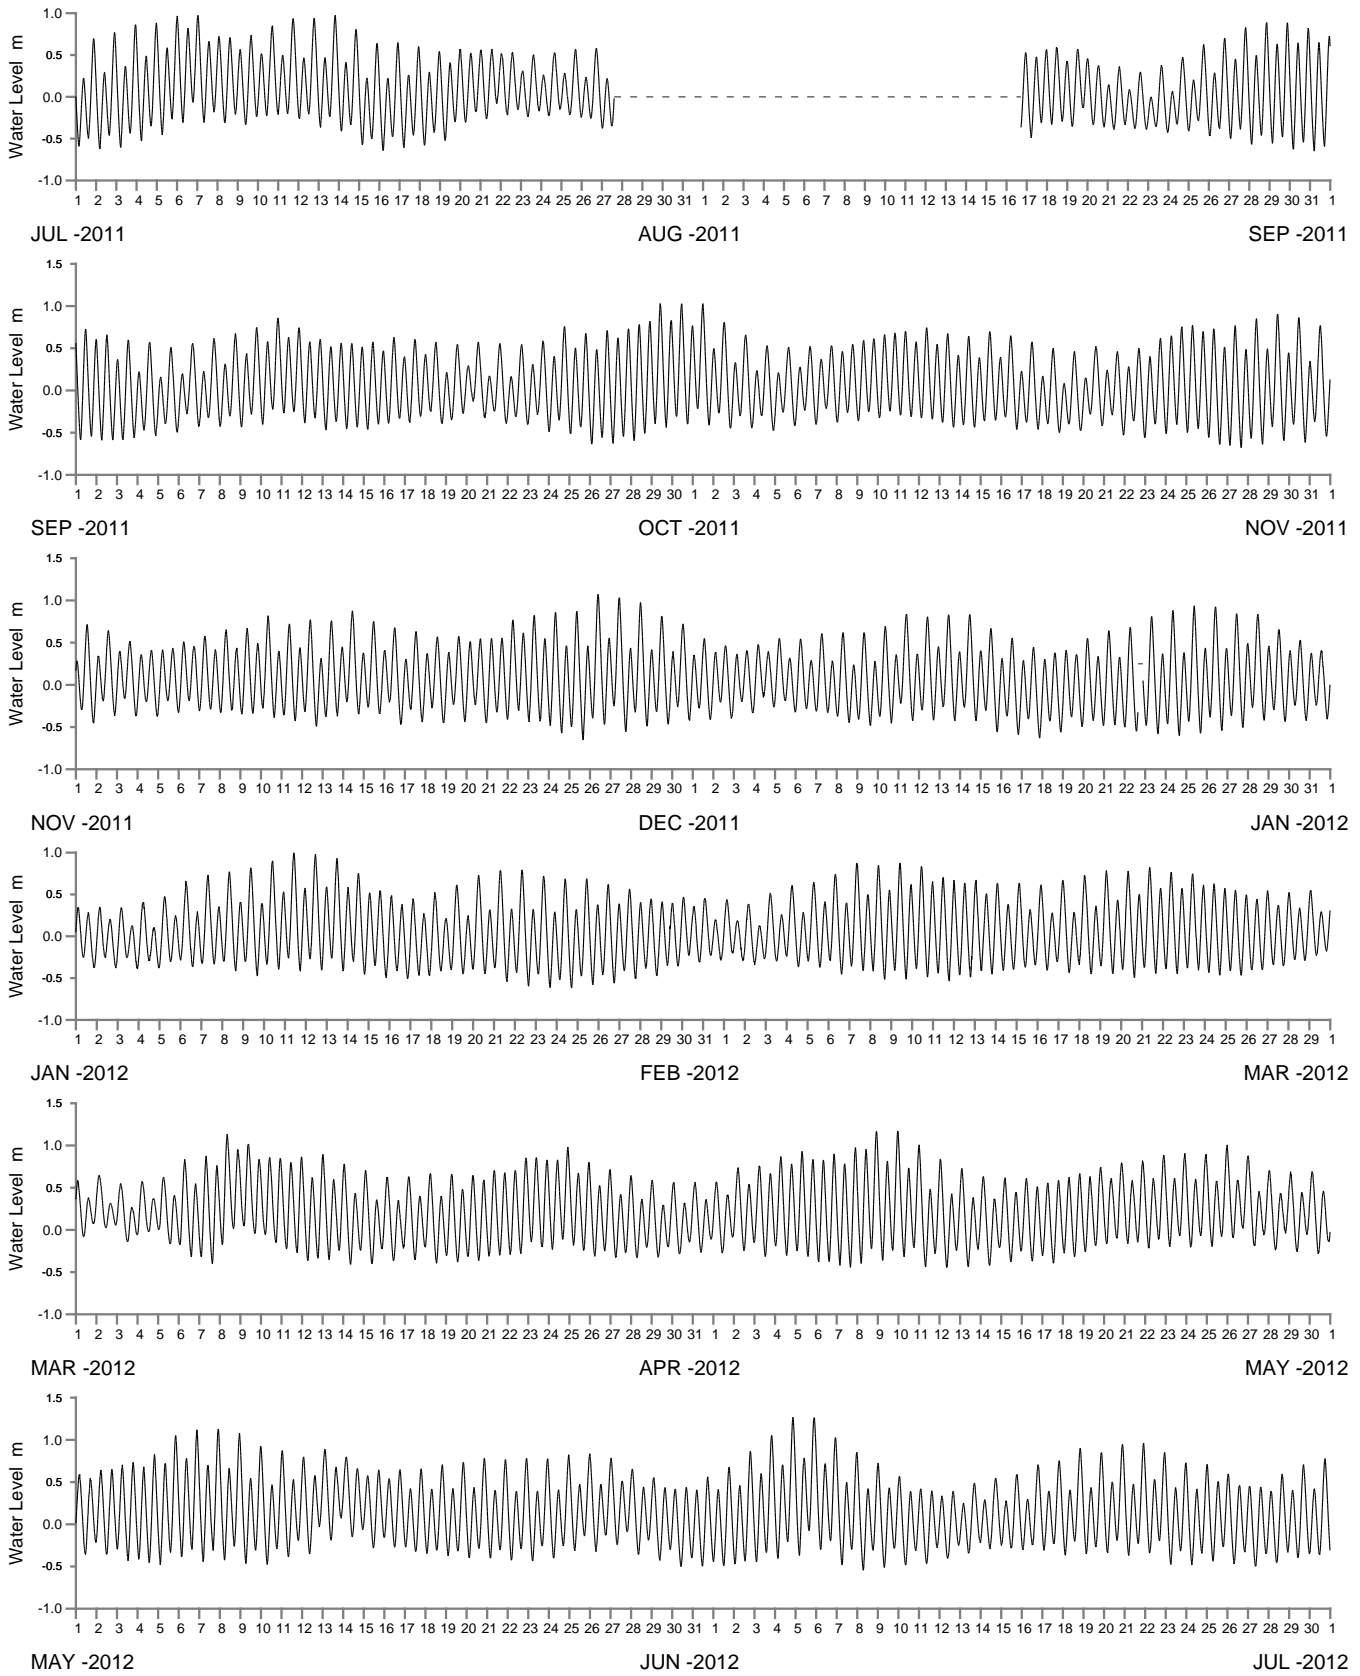 1.0
0.5
0.0
-0.5
-1.0
Water Level m
1 2 3 4 5 6 7 8 9 10 11 12 13 14 15 16 17 18 19 20 21 22 23 24 25 26 27 28 29 30 31 1 2 3 4 5 6 7 8 9 10 11 12 13 14 15 16 17 18 19 20 21 22 23 24 25 26 27 28 29 30 31 1
JUL -2011 AUG -2011 SEP -2011
1.5
1.0
0.5
0.0
-0.5
-1.0
Water Level m
1 2 3 4 5 6 7 8 9 10 11 12 13 14 15 16 17 18 19 20 21 22 23 24 25 26 27 28 29 30 1 2 3 4 5 6 7 8 9 10 11 12 13 14 15 16 17 18 19 20 21 22 23 24 25 26 27 28 29 30 31 1
SEP -2011 OCT -2011 NOV -2011
1.5
1.0
0.5
0.0
-0.5
-1.0
Water Level m
1 2 3 4 5 6 7 8 9 10 11 12 13 14 15 16 17 18 19 20 21 22 23 24 25 26 27 28 29 30 1 2 3 4 5 6 7 8 9 10 11 12 13 14 15 16 17 18 19 20 21 22 23 24 25 26 27 28 29 30 31 1
NOV -2011 DEC -2011 JAN -2012
1.0
0.5
0.0
-0.5
-1.0
Water Level m
1 2 3 4 5 6 7 8 9 10 11 12 13 14 15 16 17 18 19 20 21 22 23 24 25 26 27 28 29 30 31 1 2 3 4 5 6 7 8 9 10 11 12 13 14 15 16 17 18 19 20 21 22 23 24 25 26 27 28 29 1
JAN -2012 FEB -2012 MAR -2012
1.5
1.0
0.5
0.0
-0.5
-1.0
Water Level m
1 2 3 4 5 6 7 8 9 10 11 12 13 14 15 16 17 18 19 20 21 22 23 24 25 26 27 28 29 30 31 1 2 3 4 5 6 7 8 9 10 11 12 13 14 15 16 17 18 19 20 21 22 23 24 25 26 27 28 29 30 1
MAR -2012 APR -2012 MAY -2012
1.5
1.0
0.5
0.0
-0.5
-1.0
Water Level m
1 2 3 4 5 6 7 8 9 10 11 12 13 14 15 16 17 18 19 20 21 22 23 24 25 26 27 28 29 30 31 1 2 3 4 5 6 7 8 9 10 11 12 13 14 15 16 17 18 19 20 21 22 23 24 25 26 27 28 29 30 1
MAY -2012 JUN -2012 JUL -2012